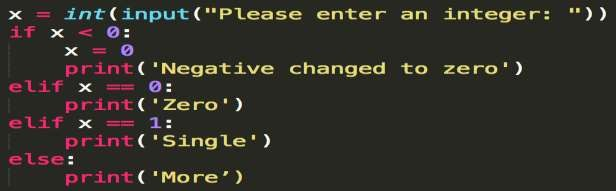 x = int(input("Please enter an integer: "))
if x < 0:
    x = 0
    print('Negative changed to zero')
elif x == 0:
    print('Zero')
elif x == 1:
    print('Single')
else:
    print('More’)